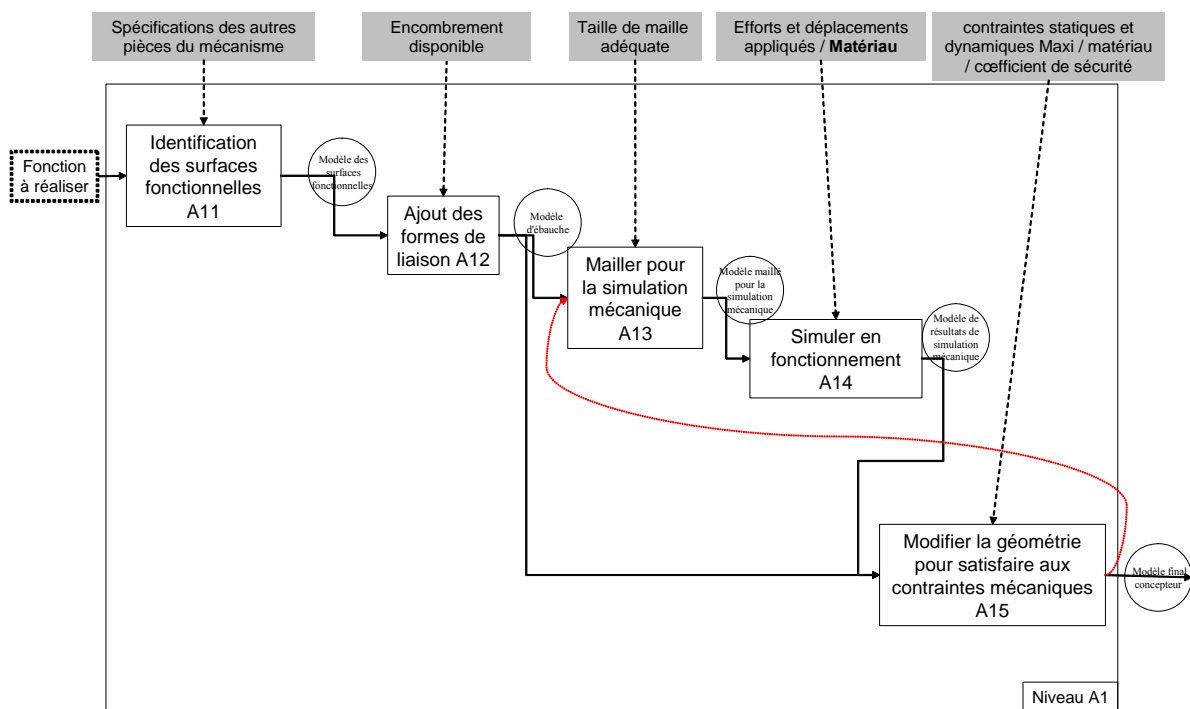 Spécifications des autres
pièces du mécanisme
Encombrement
disponible
Taille de maille
adéquate
Efforts et déplacements
appliqués / Matériau
contraintes statiques et
dynamiques Maxi / matériau
/ cœfficient de sécurité
Fonction
à réaliser
Identification
des surfaces
fonctionnelles
A11
Modèle des
surfaces
fonctionnelles
Ajout des
formes de
liaison A12
Modèle
d'ébauche
Mailler pour
la simulation
mécanique
A13
Modèle maillé
pour la
simulation
mécanique
Simuler en
fonctionnement
A14
Modèle de
résultats de
simulation
mécanique
Modifier la géométrie
pour satisfaire aux
contraintes mécaniques
A15
Modèle final
concepteur
Niveau A1